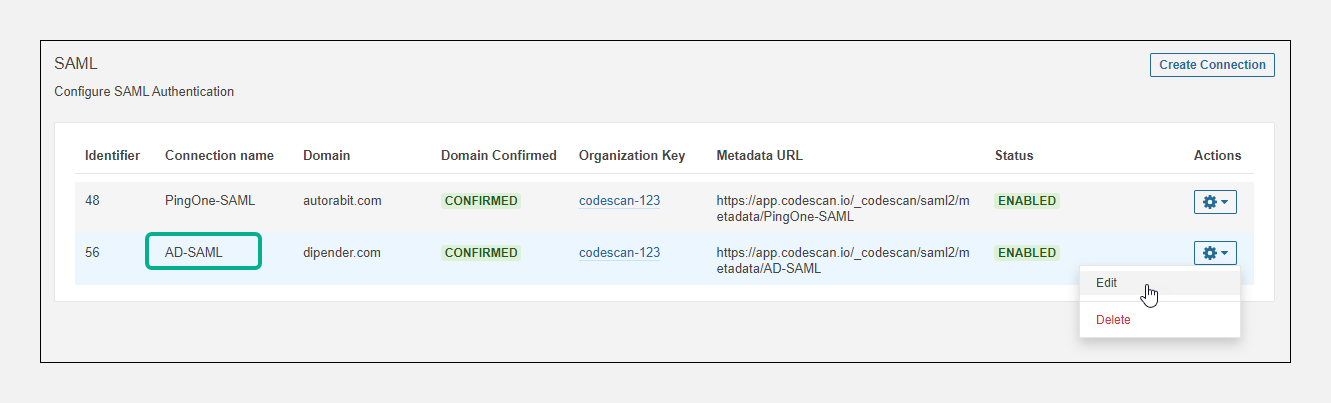 SAML
Create Connection
Configure SAML Authentication
Identifier Connection name Domain Domain Confirmed Organization Key Metadata URL Status Actions
48 PingOne-SAML autorabit.com CONFIRMED codescan-123 https://app.codescan.io/_codescan/saml2/m ENABLED
etadata/PingOne-SAML
56 AD-SAML dipender.com CONFIRMED codescan-123 https://app.codescan.io/_codescan/saml2/m ENABLED
etadata/AD-SAML
Edit
Delete